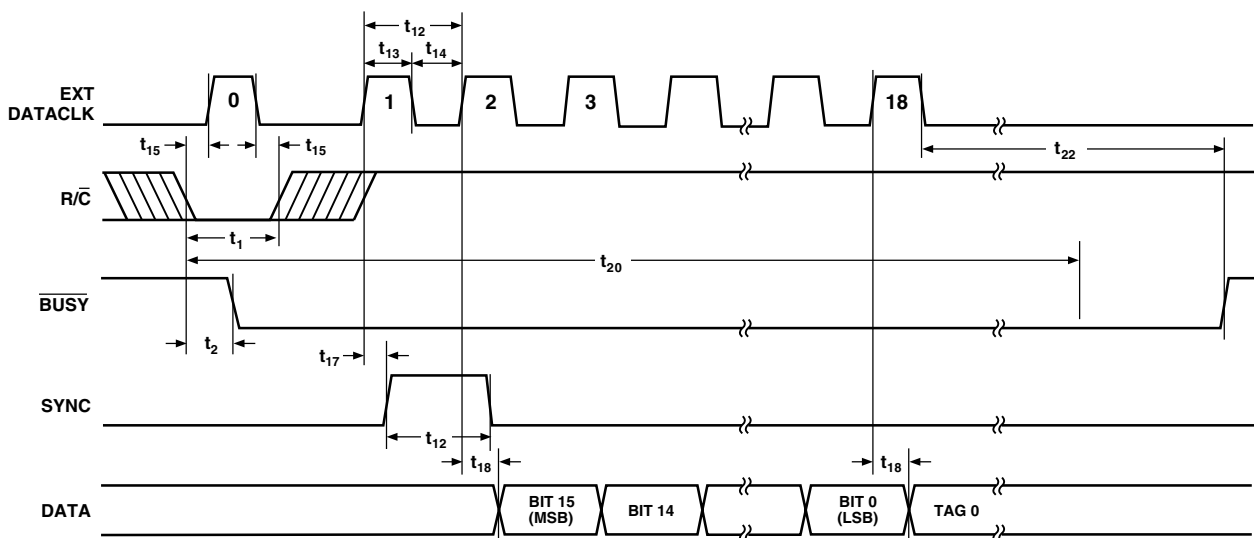 t12
t13 t14
EXT
DATACLK
0 1 2 3 18
t15 t15
t22
R/C̅
t1
t20
B̅U̅S̅Y̅
t2
t17
SYNC
t12
t18 t18
DATA
BIT 15
(MSB)
BIT 14
BIT 0
(LSB)
TAG 0